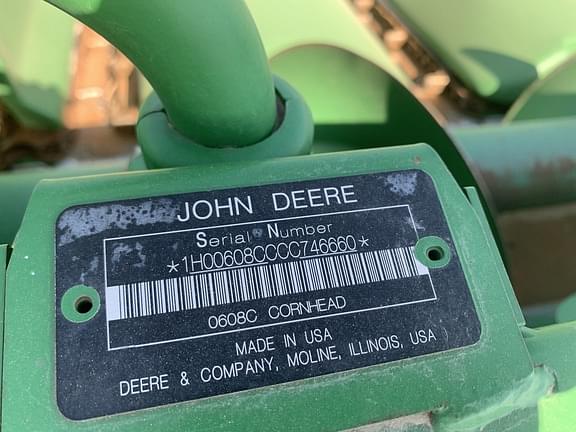 JOHN DEERE
Serial Number
*1H00608CCCC746660*
0608C CORNHEAD
MADE IN USA
DEERE & COMPANY, MOLINE, ILLINOIS, USA